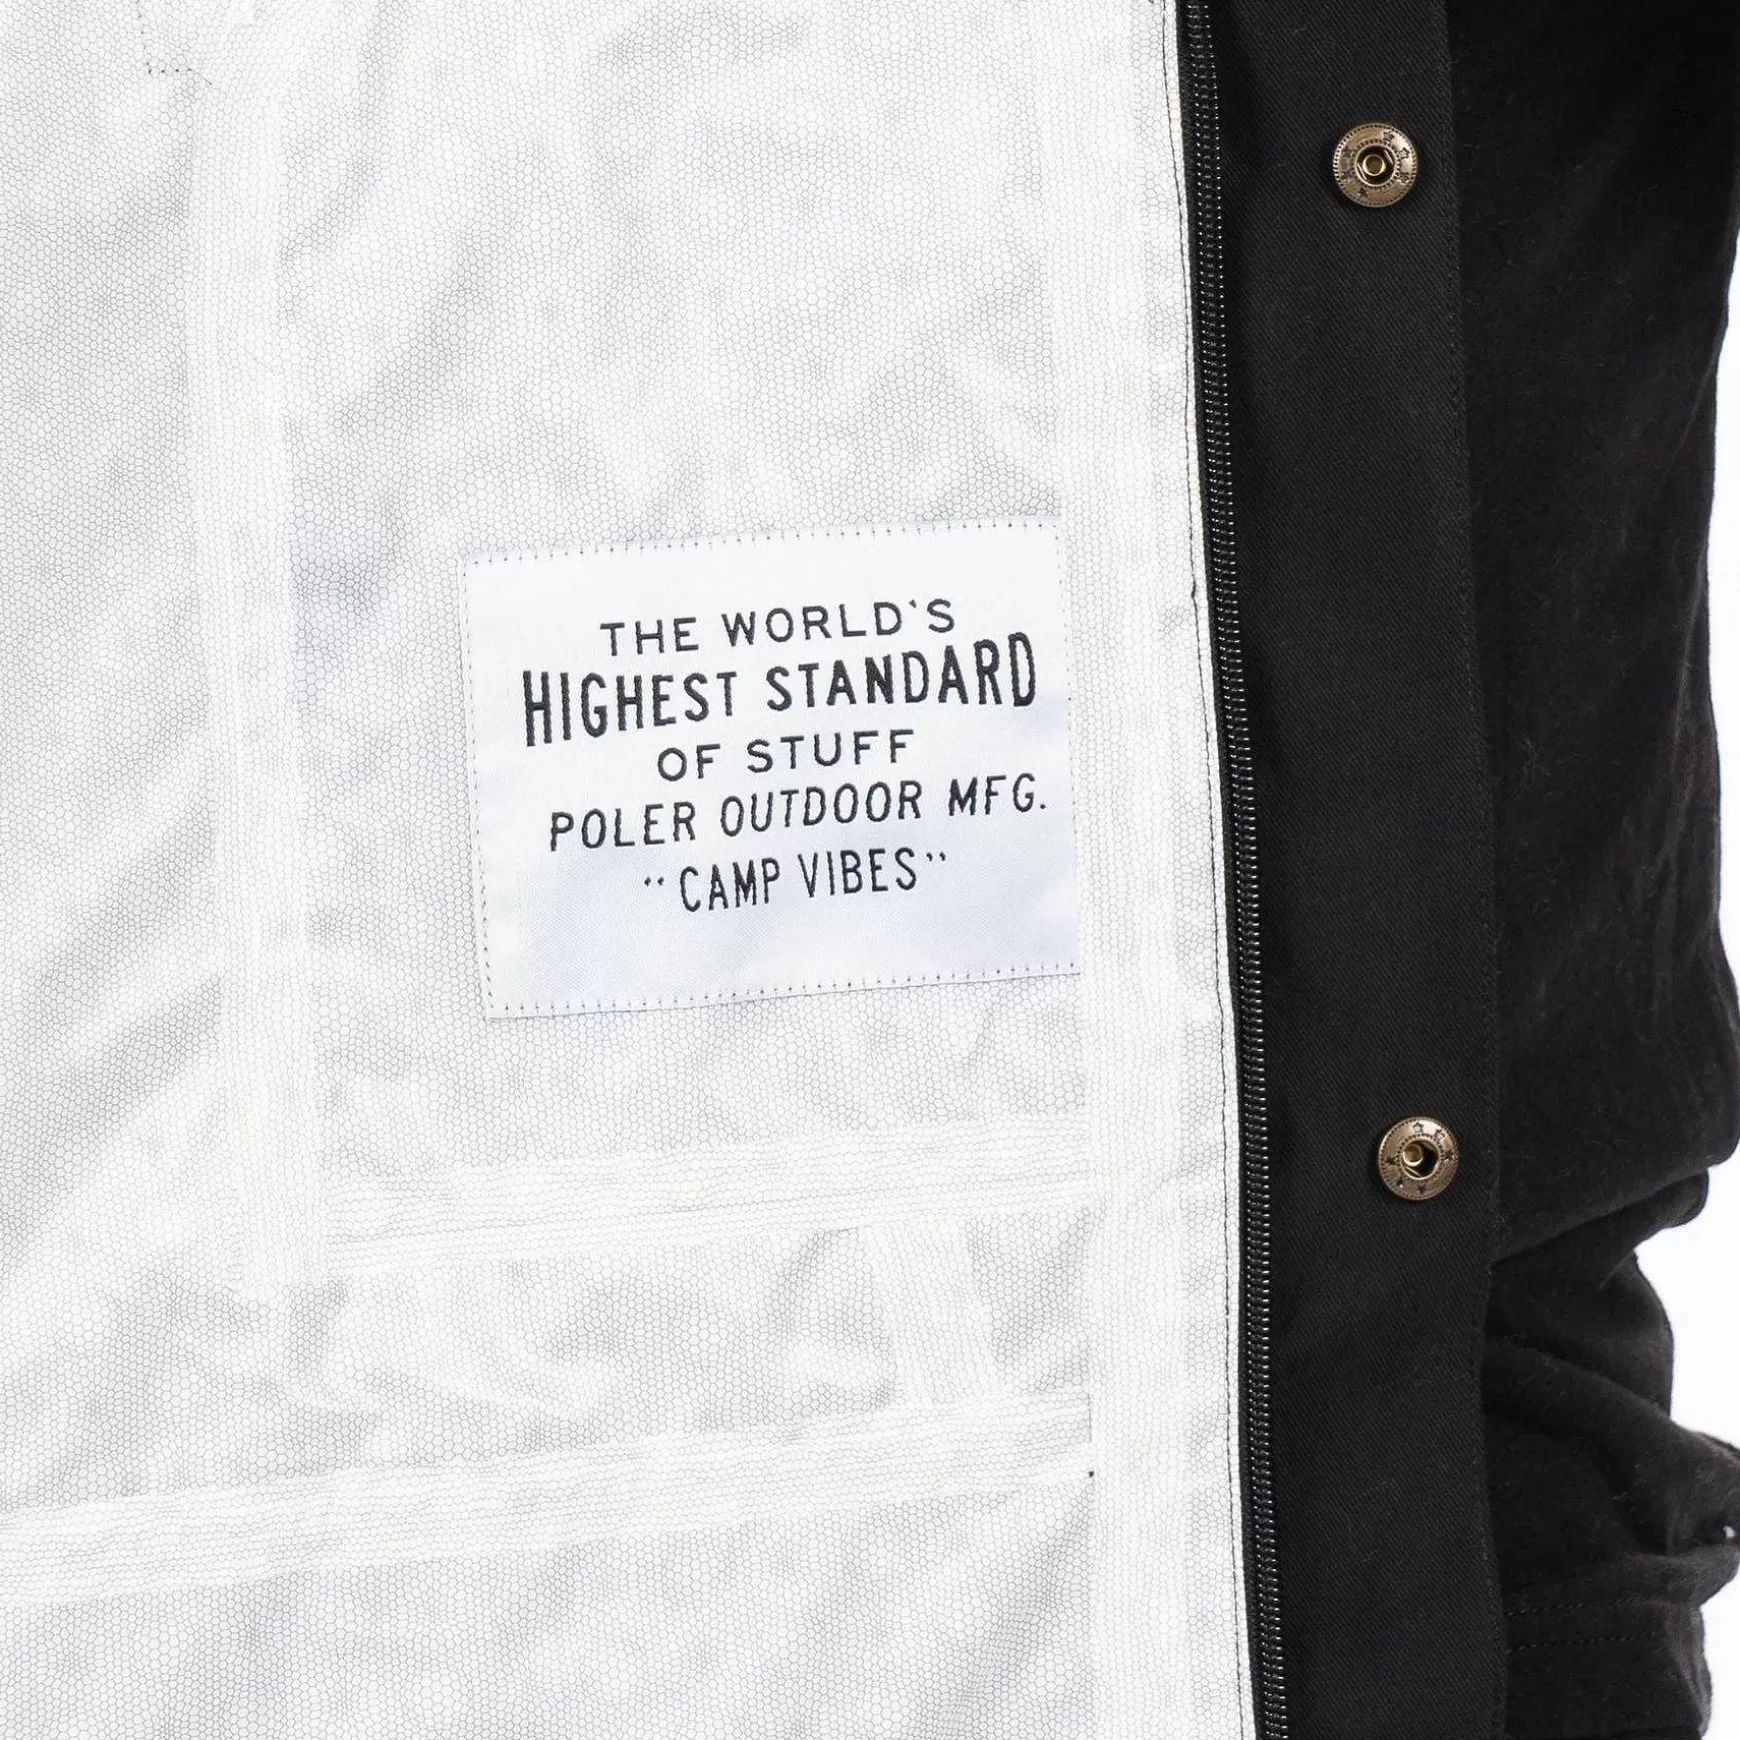 THE WORLD'S
HIGHEST STANDARD
OF STUFF
POLER OUTDOOR MFG.
"CAMP VIBES"